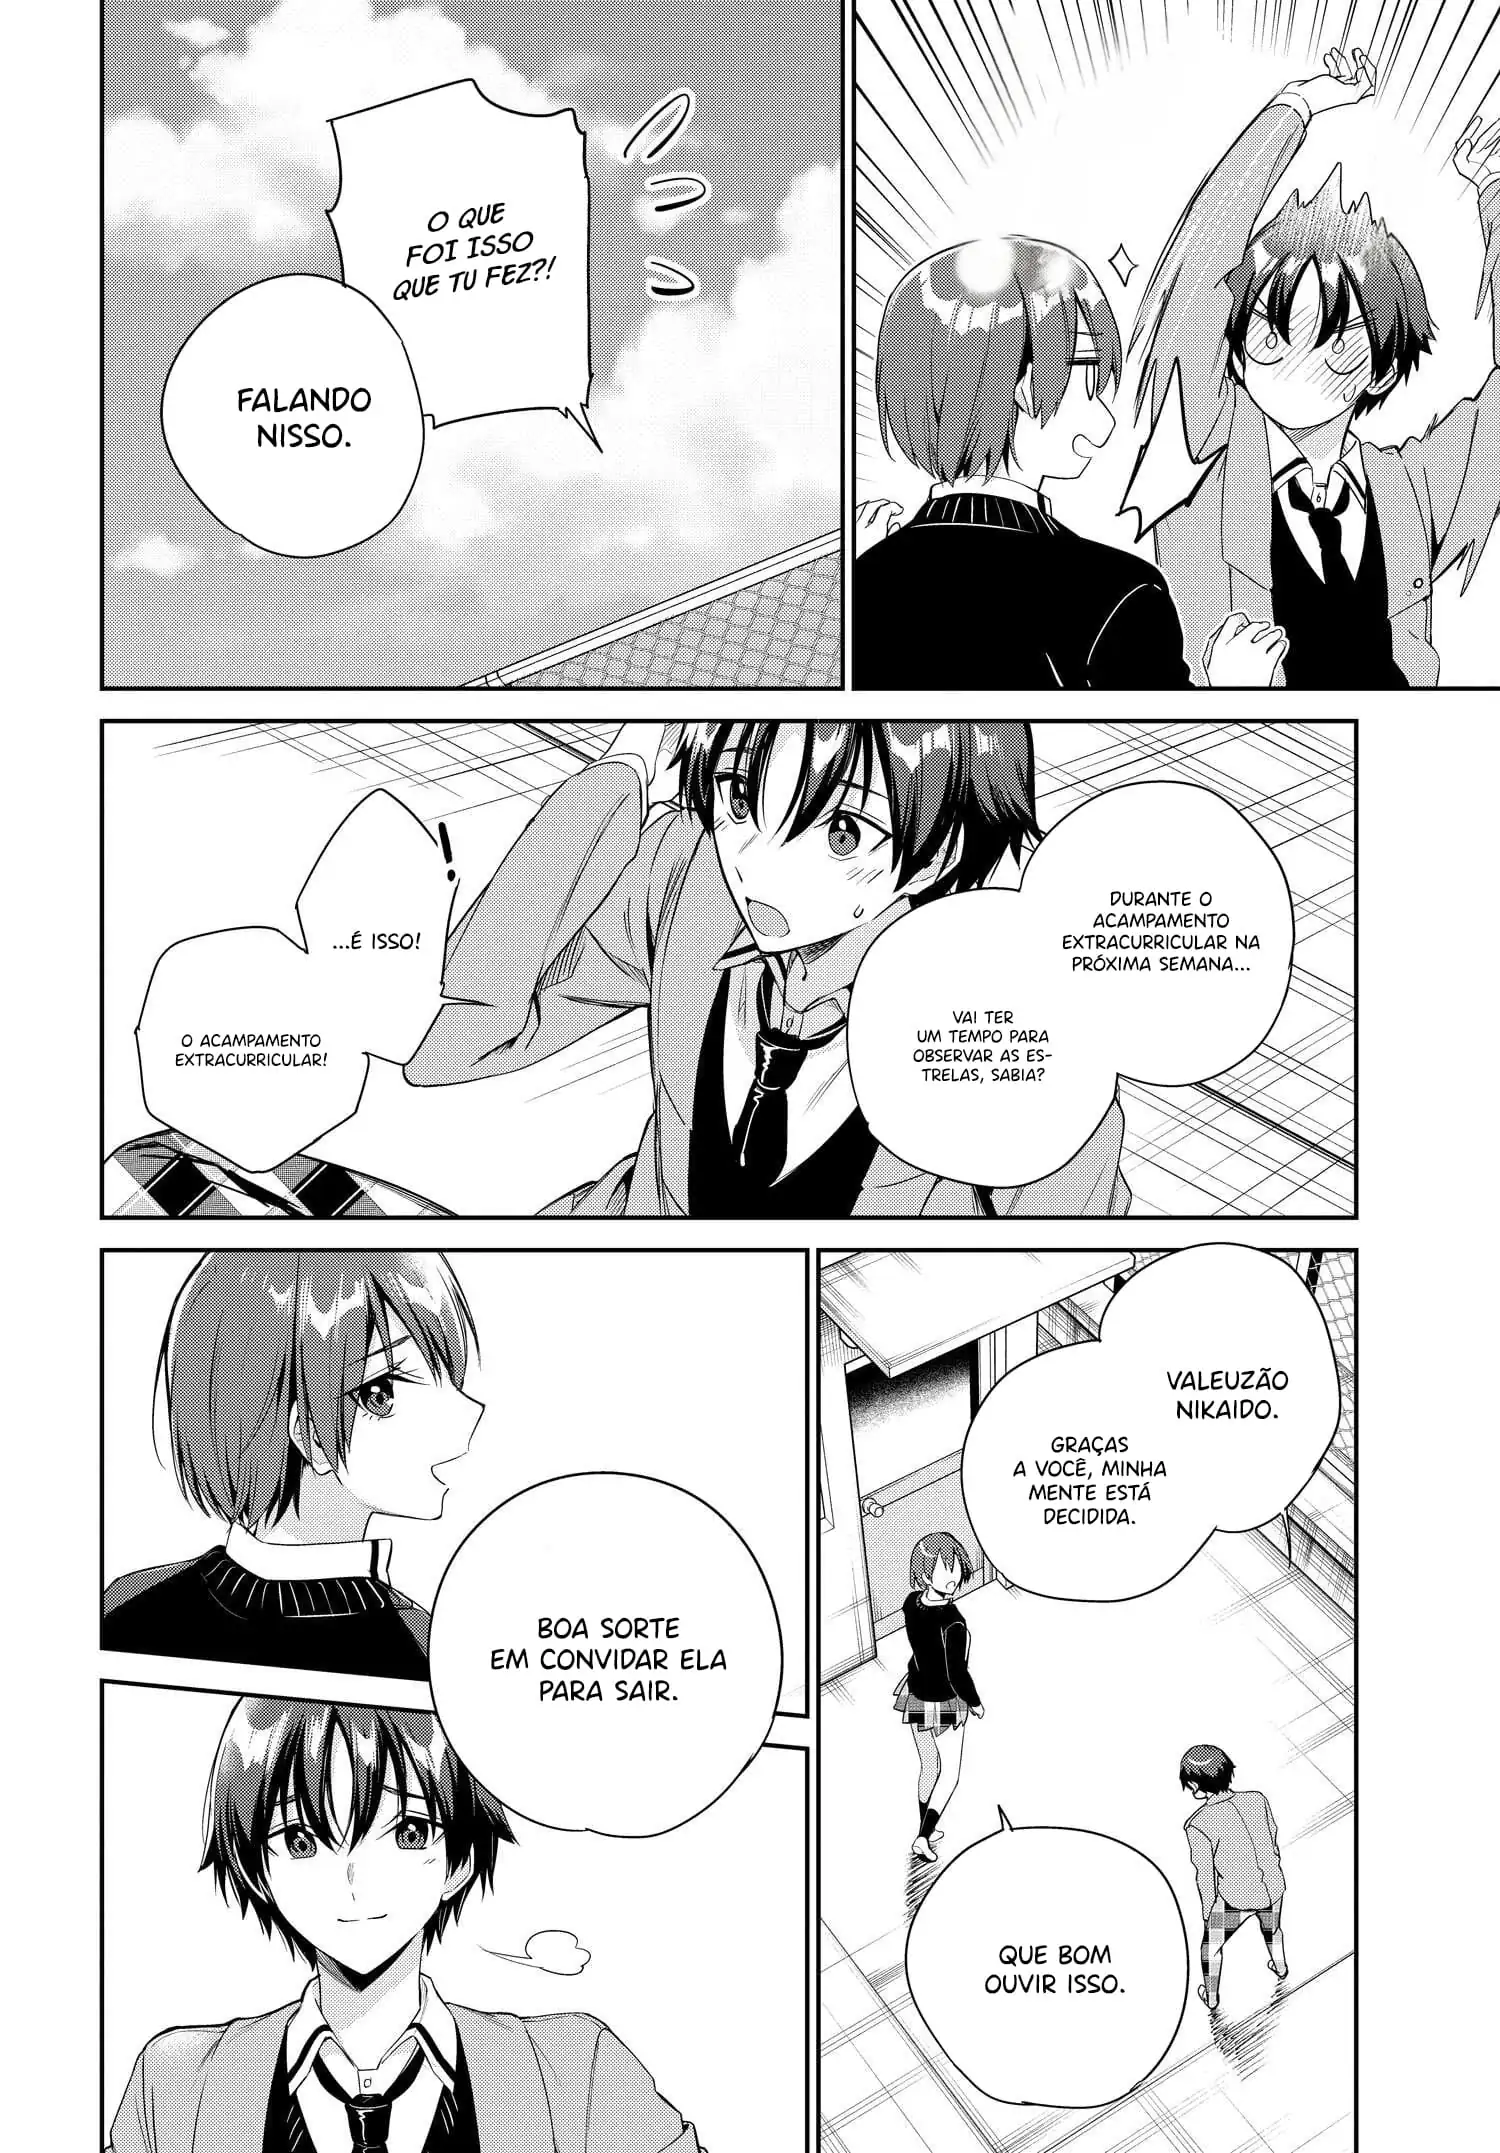 O QUE
FOI ISSO
QUE TU FEZ?!
FALANDO
NISSO.
DURANTE O
ACAMPAMENTO
EXTRACURRICULAR NA
PRÓXIMA SEMANA...
VAI TER
UM TEMPO PARA
OBSERVAR AS ES-
TRELAS, SABIA?
!
...É ISSO!
O ACAMPAMENTO
EXTRACURRICULAR!
VALEUZÃO
NIKAIDO.
GRAÇAS
A VOCÊ, MINHA
MENTE ESTÁ
DECIDIDA.
QUE BOM
OUVIR ISSO.
BOA SORTE
EM CONVIDAR ELA
PARA SAIR.